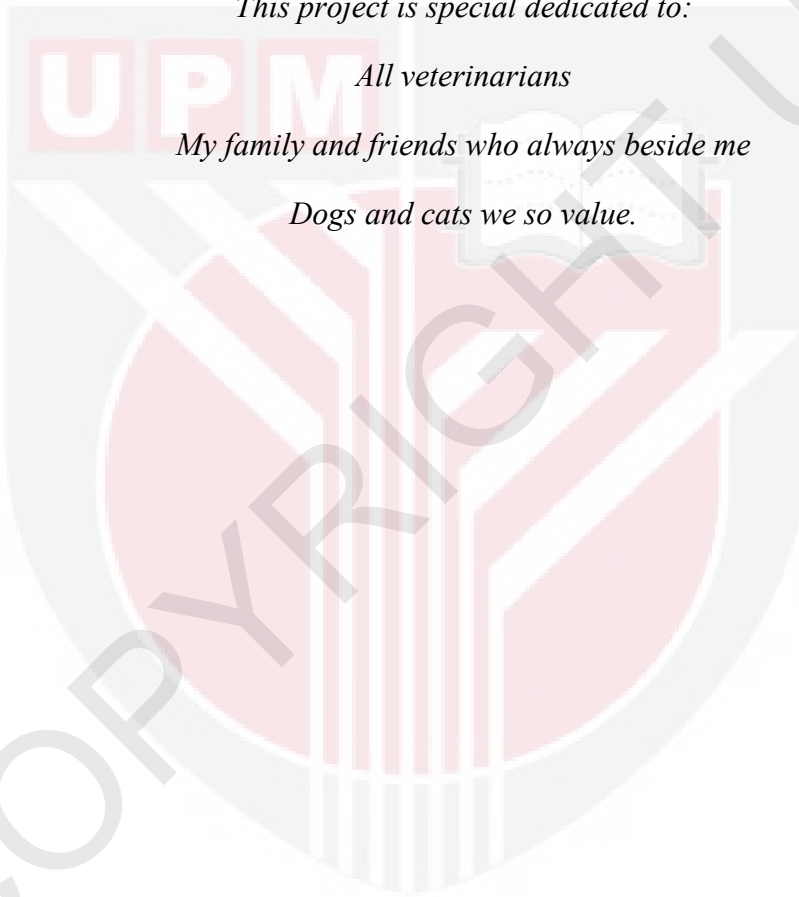 This project is special dedicated to:
All veterinarians
My family and friends who always beside me
Dogs and cats we so value.
UPM
COPYRIGHT U